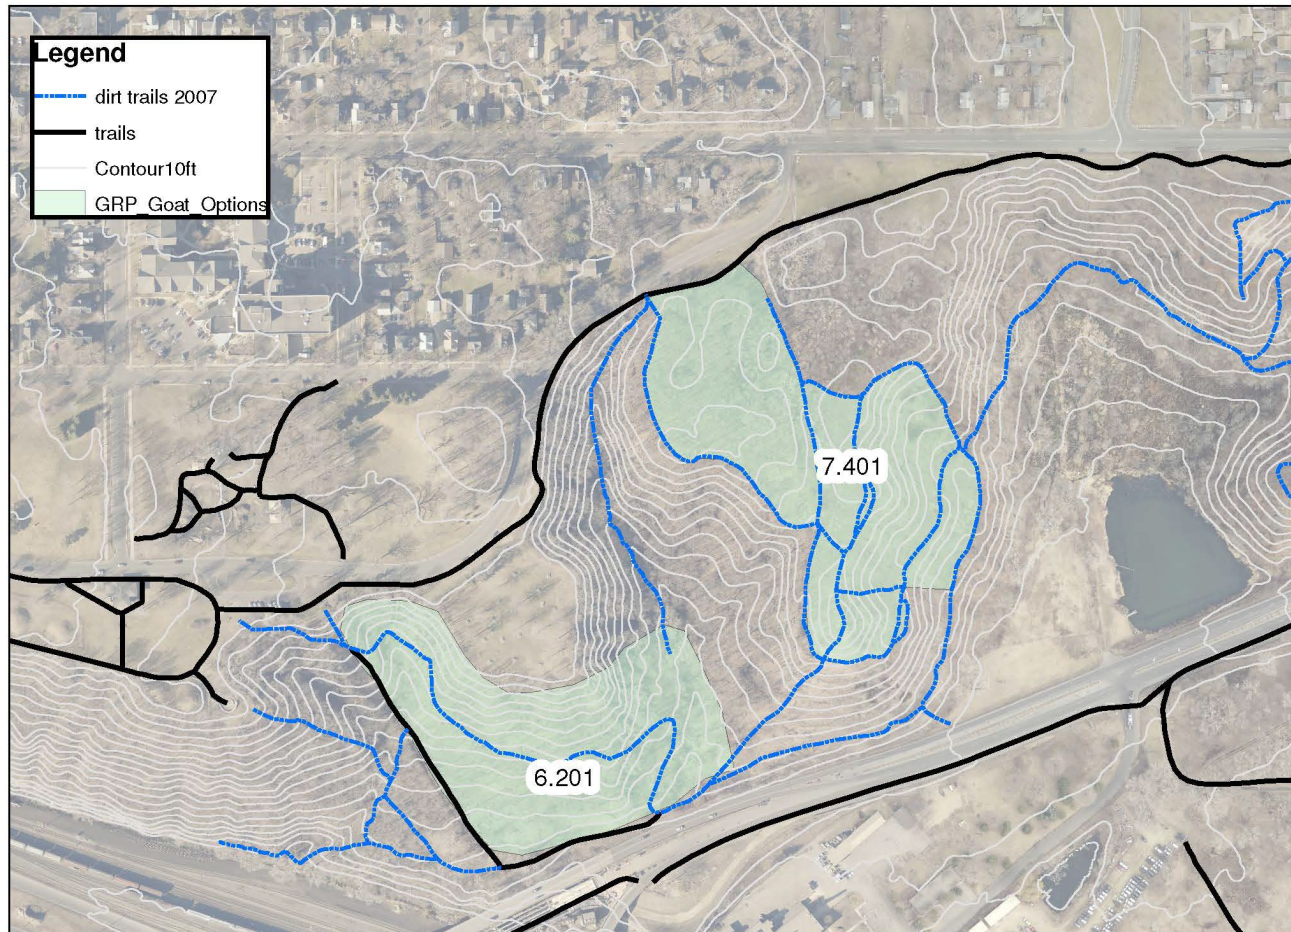 Legend
dirt trails 2007
trails
Contour10ft
GRP_Goat_Options
7.401
6.201